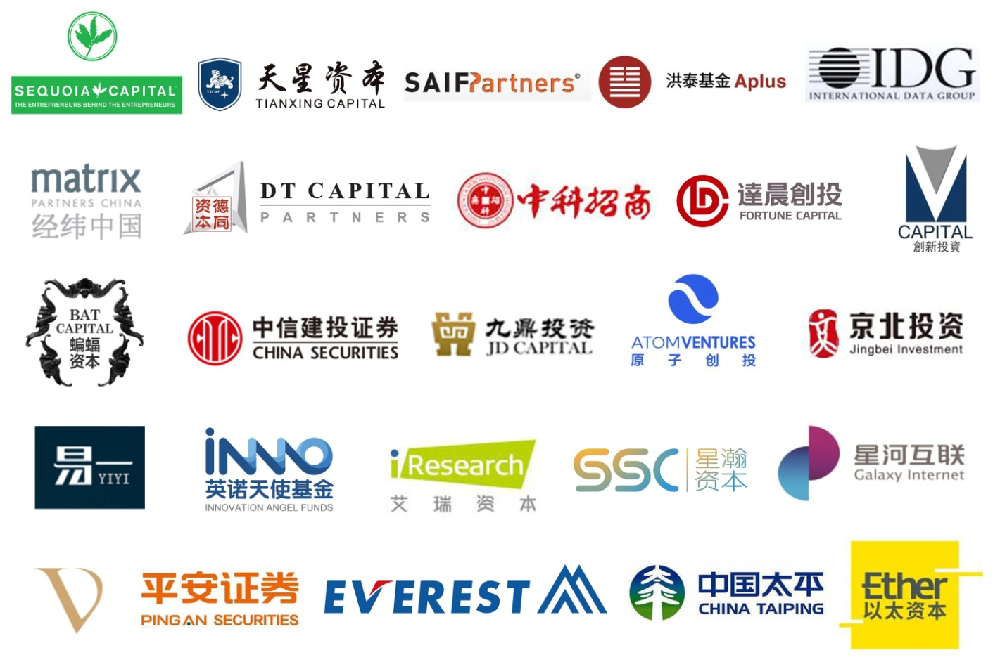 SEQUOIA CAPITAL
THE ENTREPRENEURS BEHIND THE ENTREPRENEURS
TXCAP
天星资本
TIANXING CAPITAL
SAIF Partners©
洪泰基金 Aplus
IDG
INTERNATIONAL DATA GROUP
matrix
PARTNERS CHINA
经纬中国
资德
本同
DT CAPITAL
PARTNERS
中科招商
達晨創投
FORTUNE CAPITAL
V
CAPITAL
創新投資
BAT
CAPITAL
蝙蝠
资本
中信建投证券
CHINA SECURITIES
九鼎投资
JD CAPITAL
ATOMVENTURES
原子创投
京北投资
Jingbei Investment
易一
YIYI
inno
英诺天使基金
INNOVATION ANGEL FUNDS
iResearch
艾瑞资本
SSC
星瀚
资本
星河互联
Galaxy Internet
平安证券
PINGAN SECURITIES
EVEREST
中国太平
CHINA TAIPING
Ether
以太资本